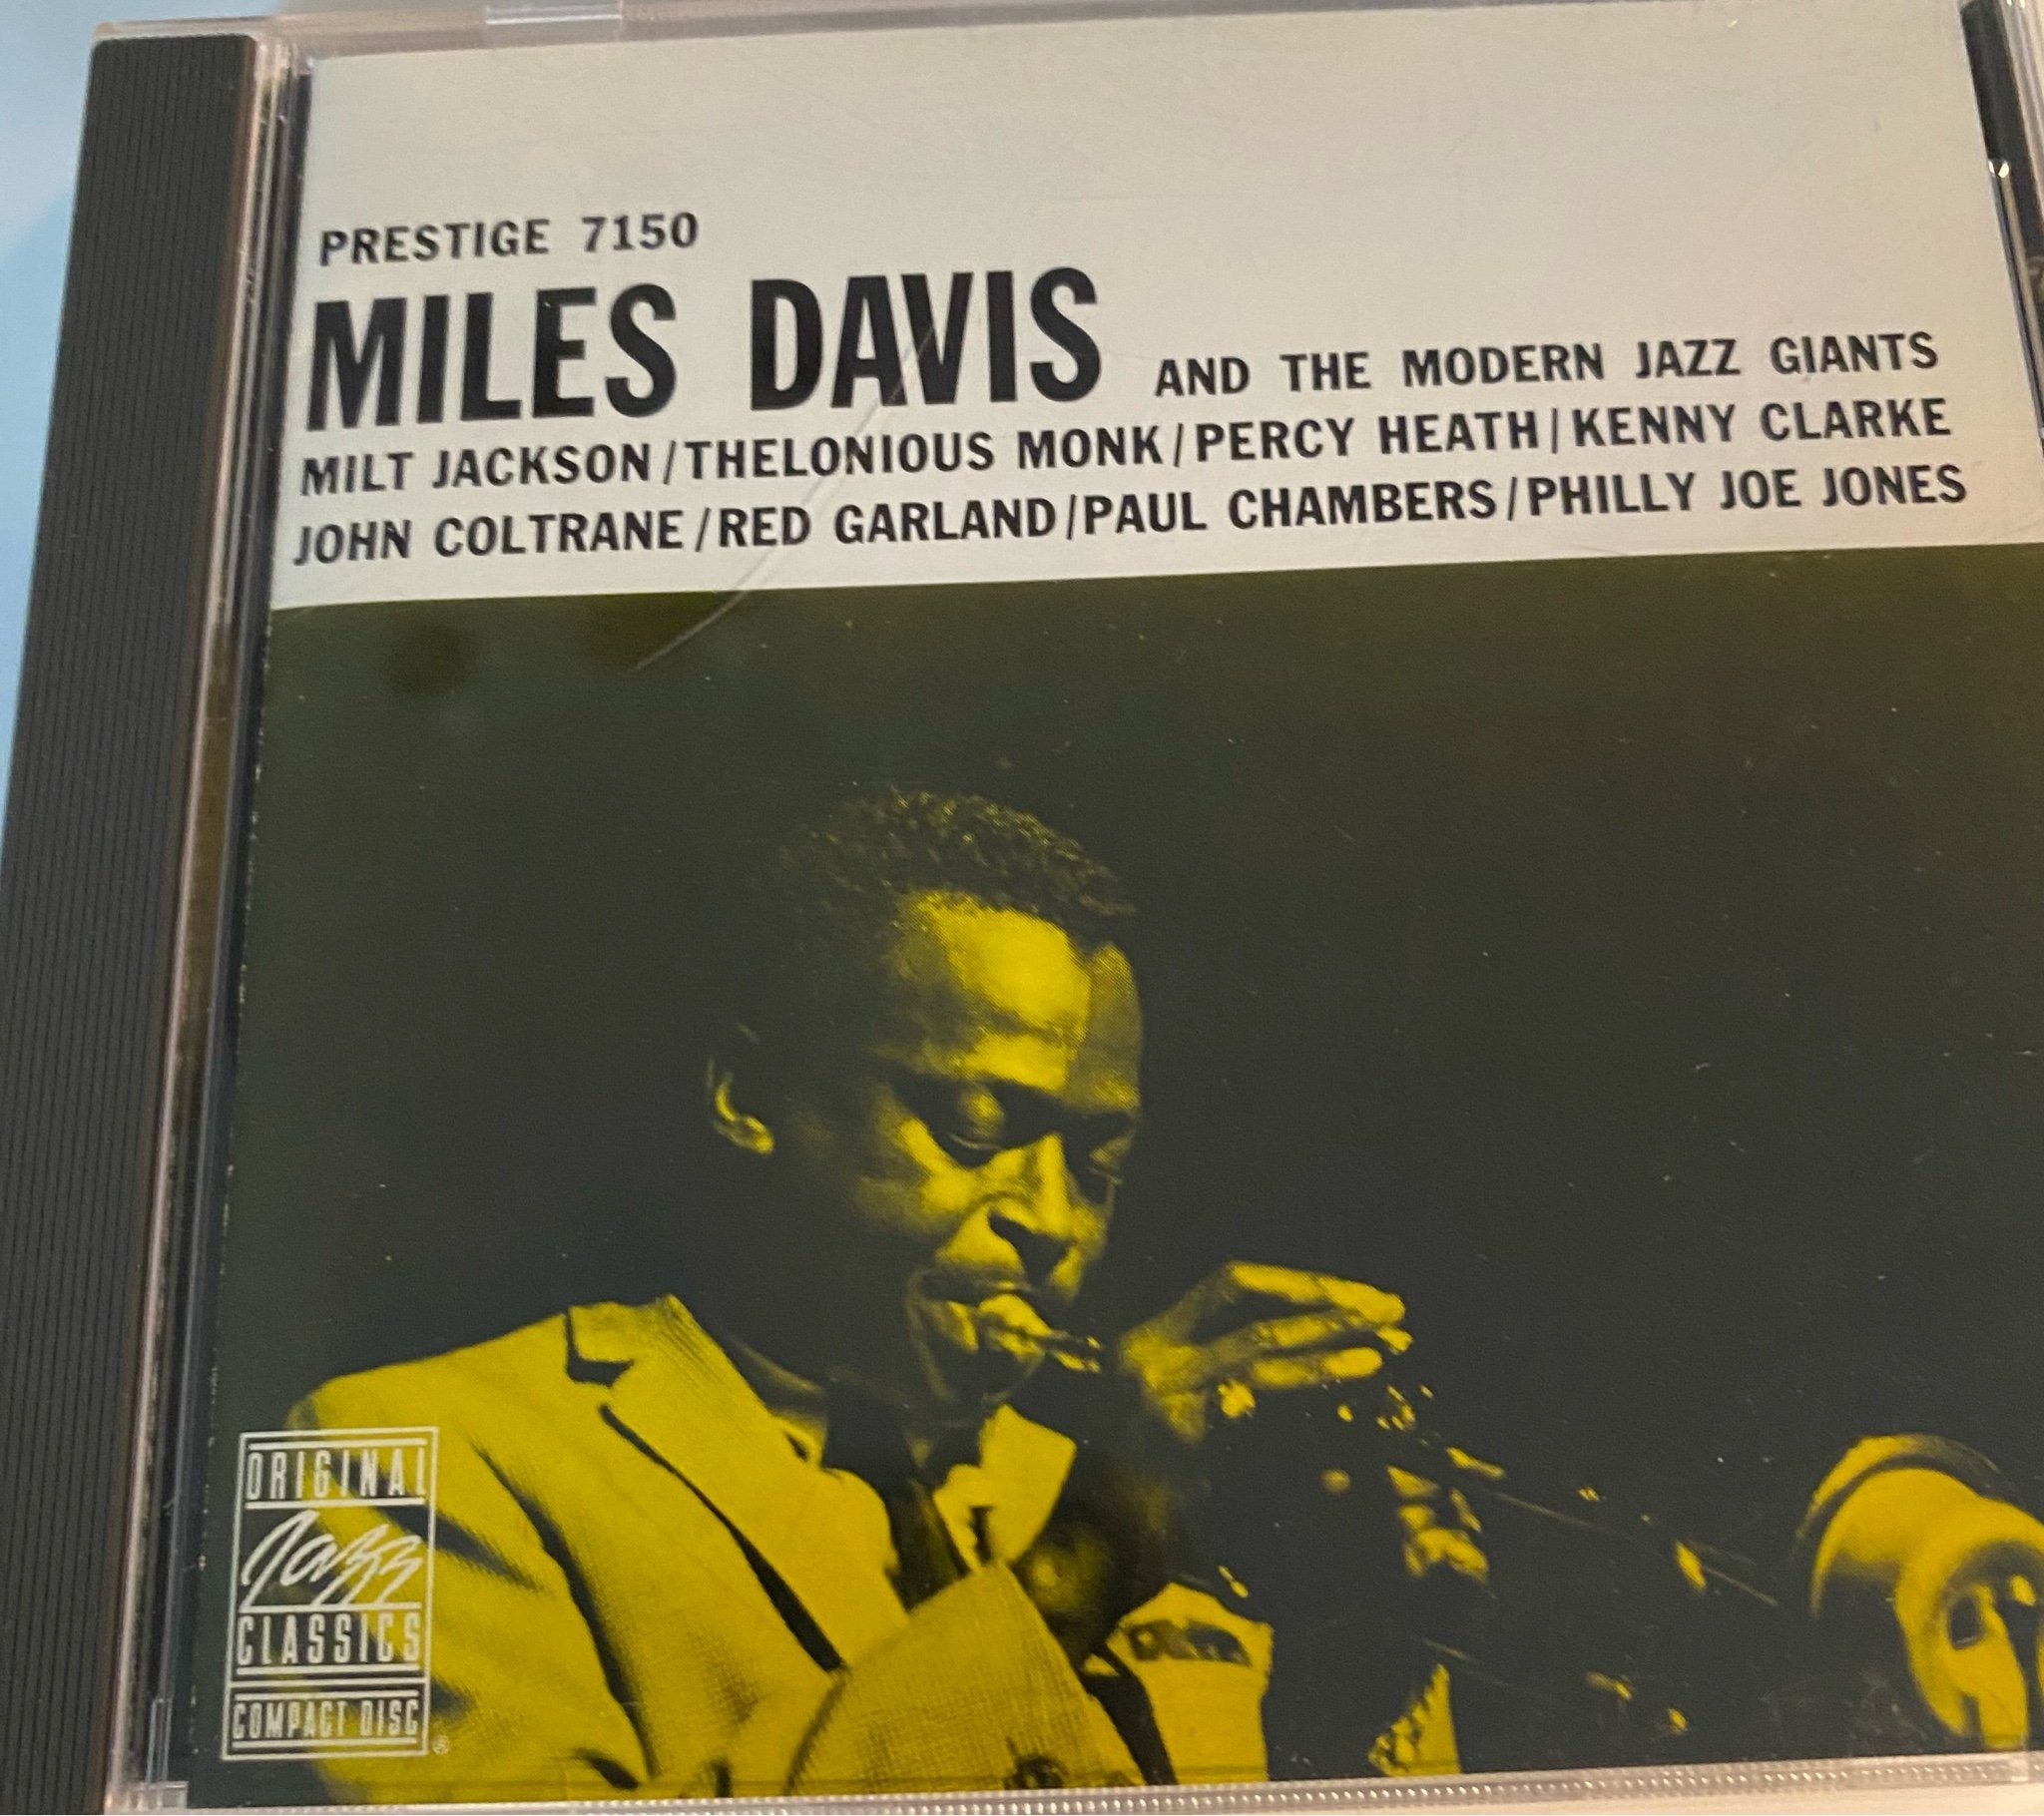 PRESTIGE 7150
MILES DAVIS AND THE MODERN JAZZ GIANTS
MILT JACKSON/THELONIOUS MONK/PERCY HEATH/KENNY CLARKE
JOHN COLTRANE/RED GARLAND/PAUL CHAMBERS/PHILLY JOE JONES
ORIGINAL
Jazz
CLASSICS
COMPACT DISC
®